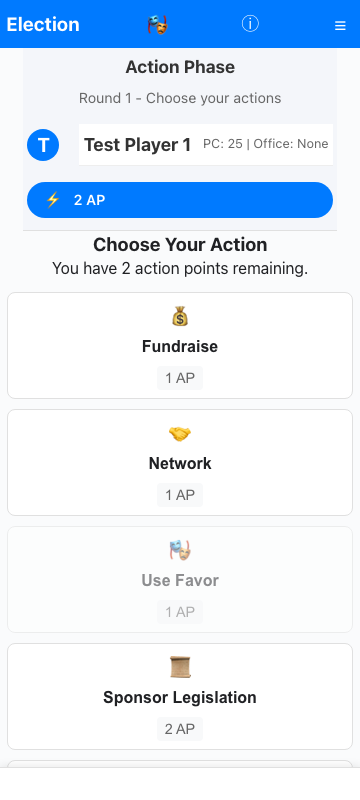 Election
Action Phase
Round 1 - Choose your actions
T
Test Player 1
PC: 25 | Office: None
2 AP
Choose Your Action
You have 2 action points remaining.
Fundraise
1 AP
Network
1 AP
Use Favor
1 AP
Sponsor Legislation
2 AP